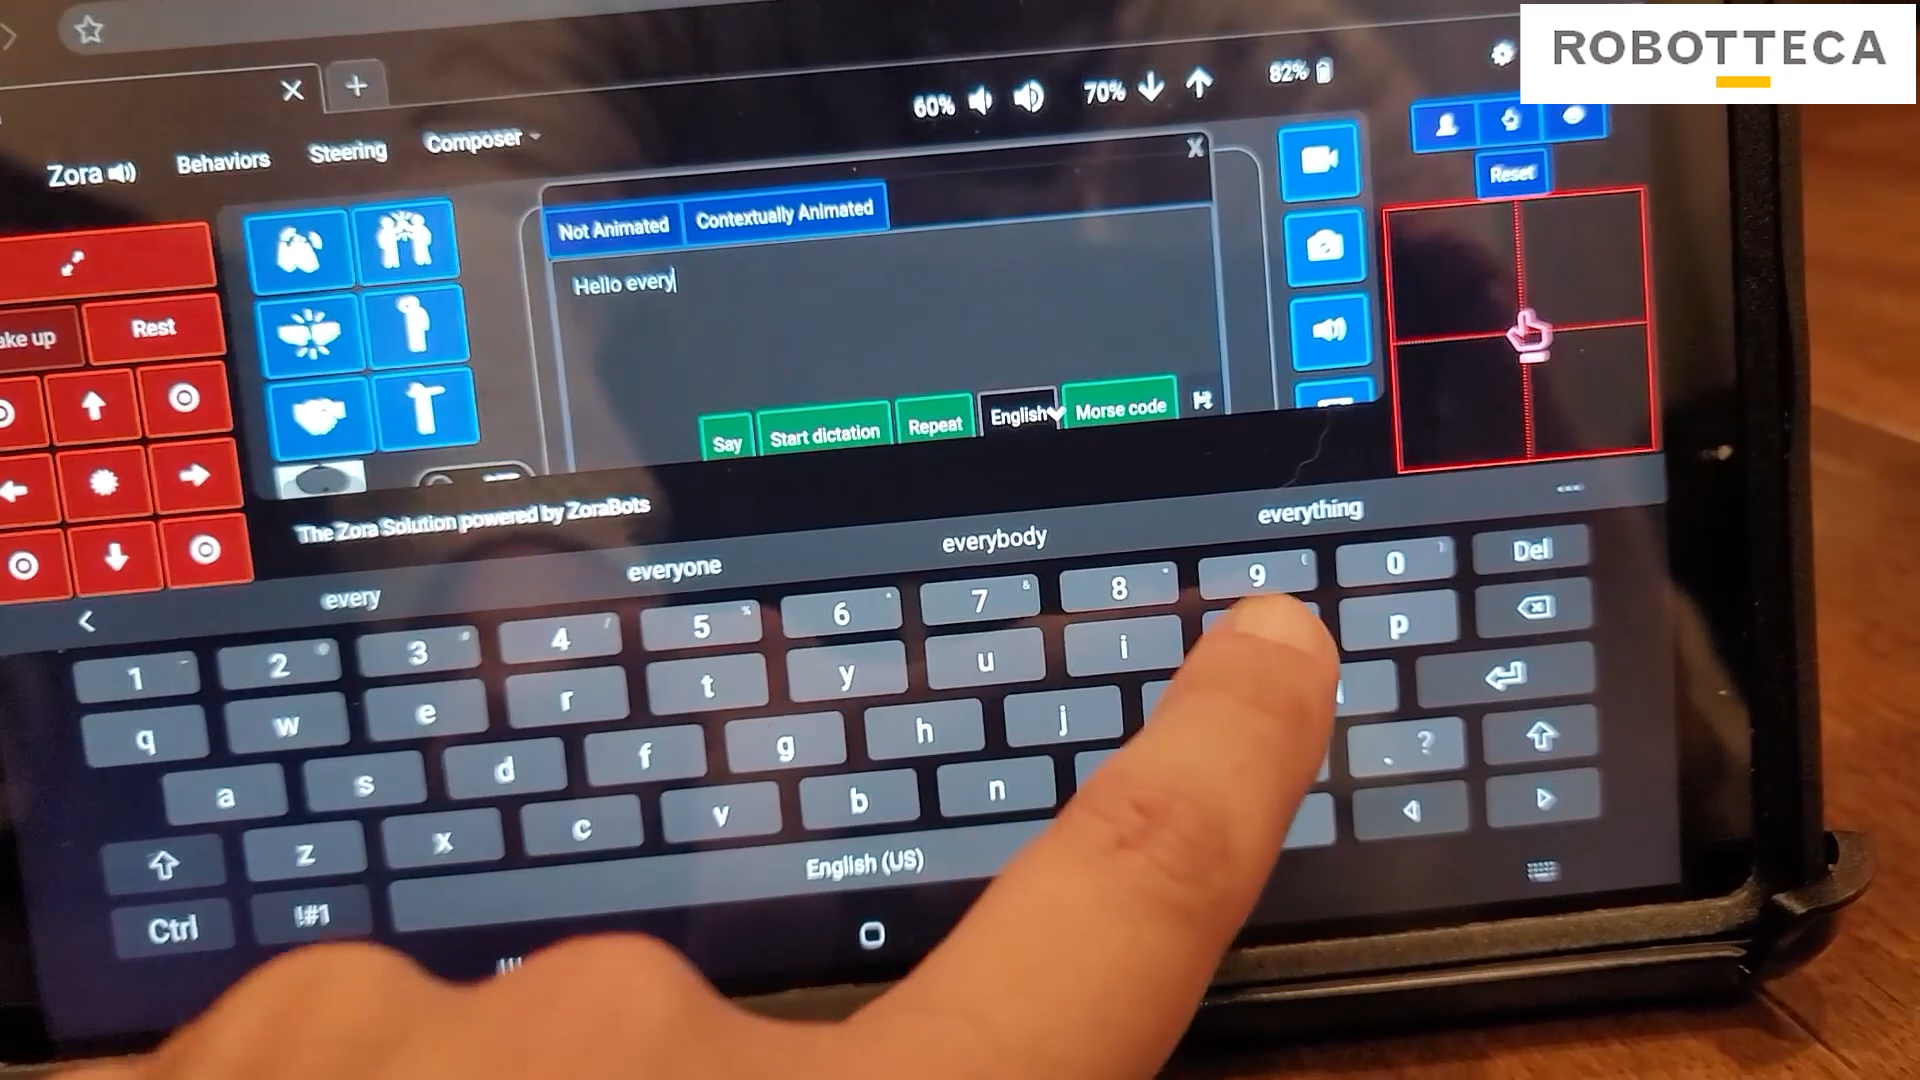 ROBOTTECA
60%
70%
82%
Zora
Behaviors
Steering
Composer
X
Reset
Not Animated
Contextually Animated
Hello every
Rest
up
Say
Start dictation
Repeat
English
Morse code
The Zora Solution powered by ZoraBots
every
everyone
everybody
everything
1 2 3 4 5 6 7 8 9 0 Del
q w e r t y u i p
a s d f g h j
z x c v b n , ?
Ctrl
!#1
English (US)